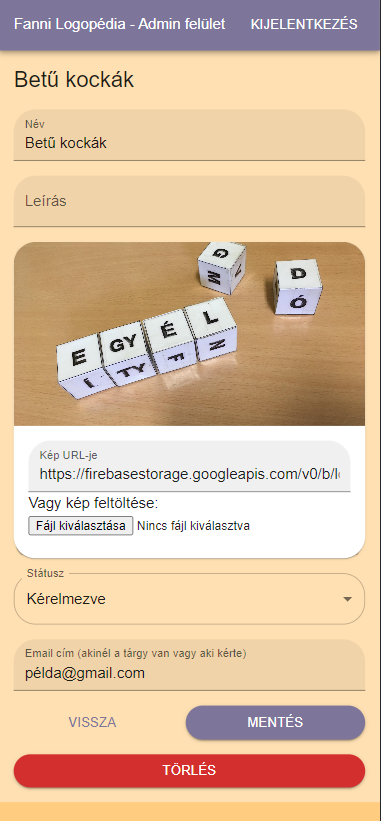 Fanni Logopédia - Admin felület KIJELENTKEZÉS
Betű kockák
Név
Betű kockák
Leírás
G D
M Ó
E GY É L
Í TY F N
Kép URL-je
https://firebasestorage.googleapis.com/v0/b/l
Vagy kép feltöltése:
Fájl kiválasztása Nincs fájl kiválasztva
Státusz
Kérelmezve
Email cím (akinél a tárgy van vagy aki kérte)
példa@gmail.com
VISSZA MENTÉS
TÖRLÉS